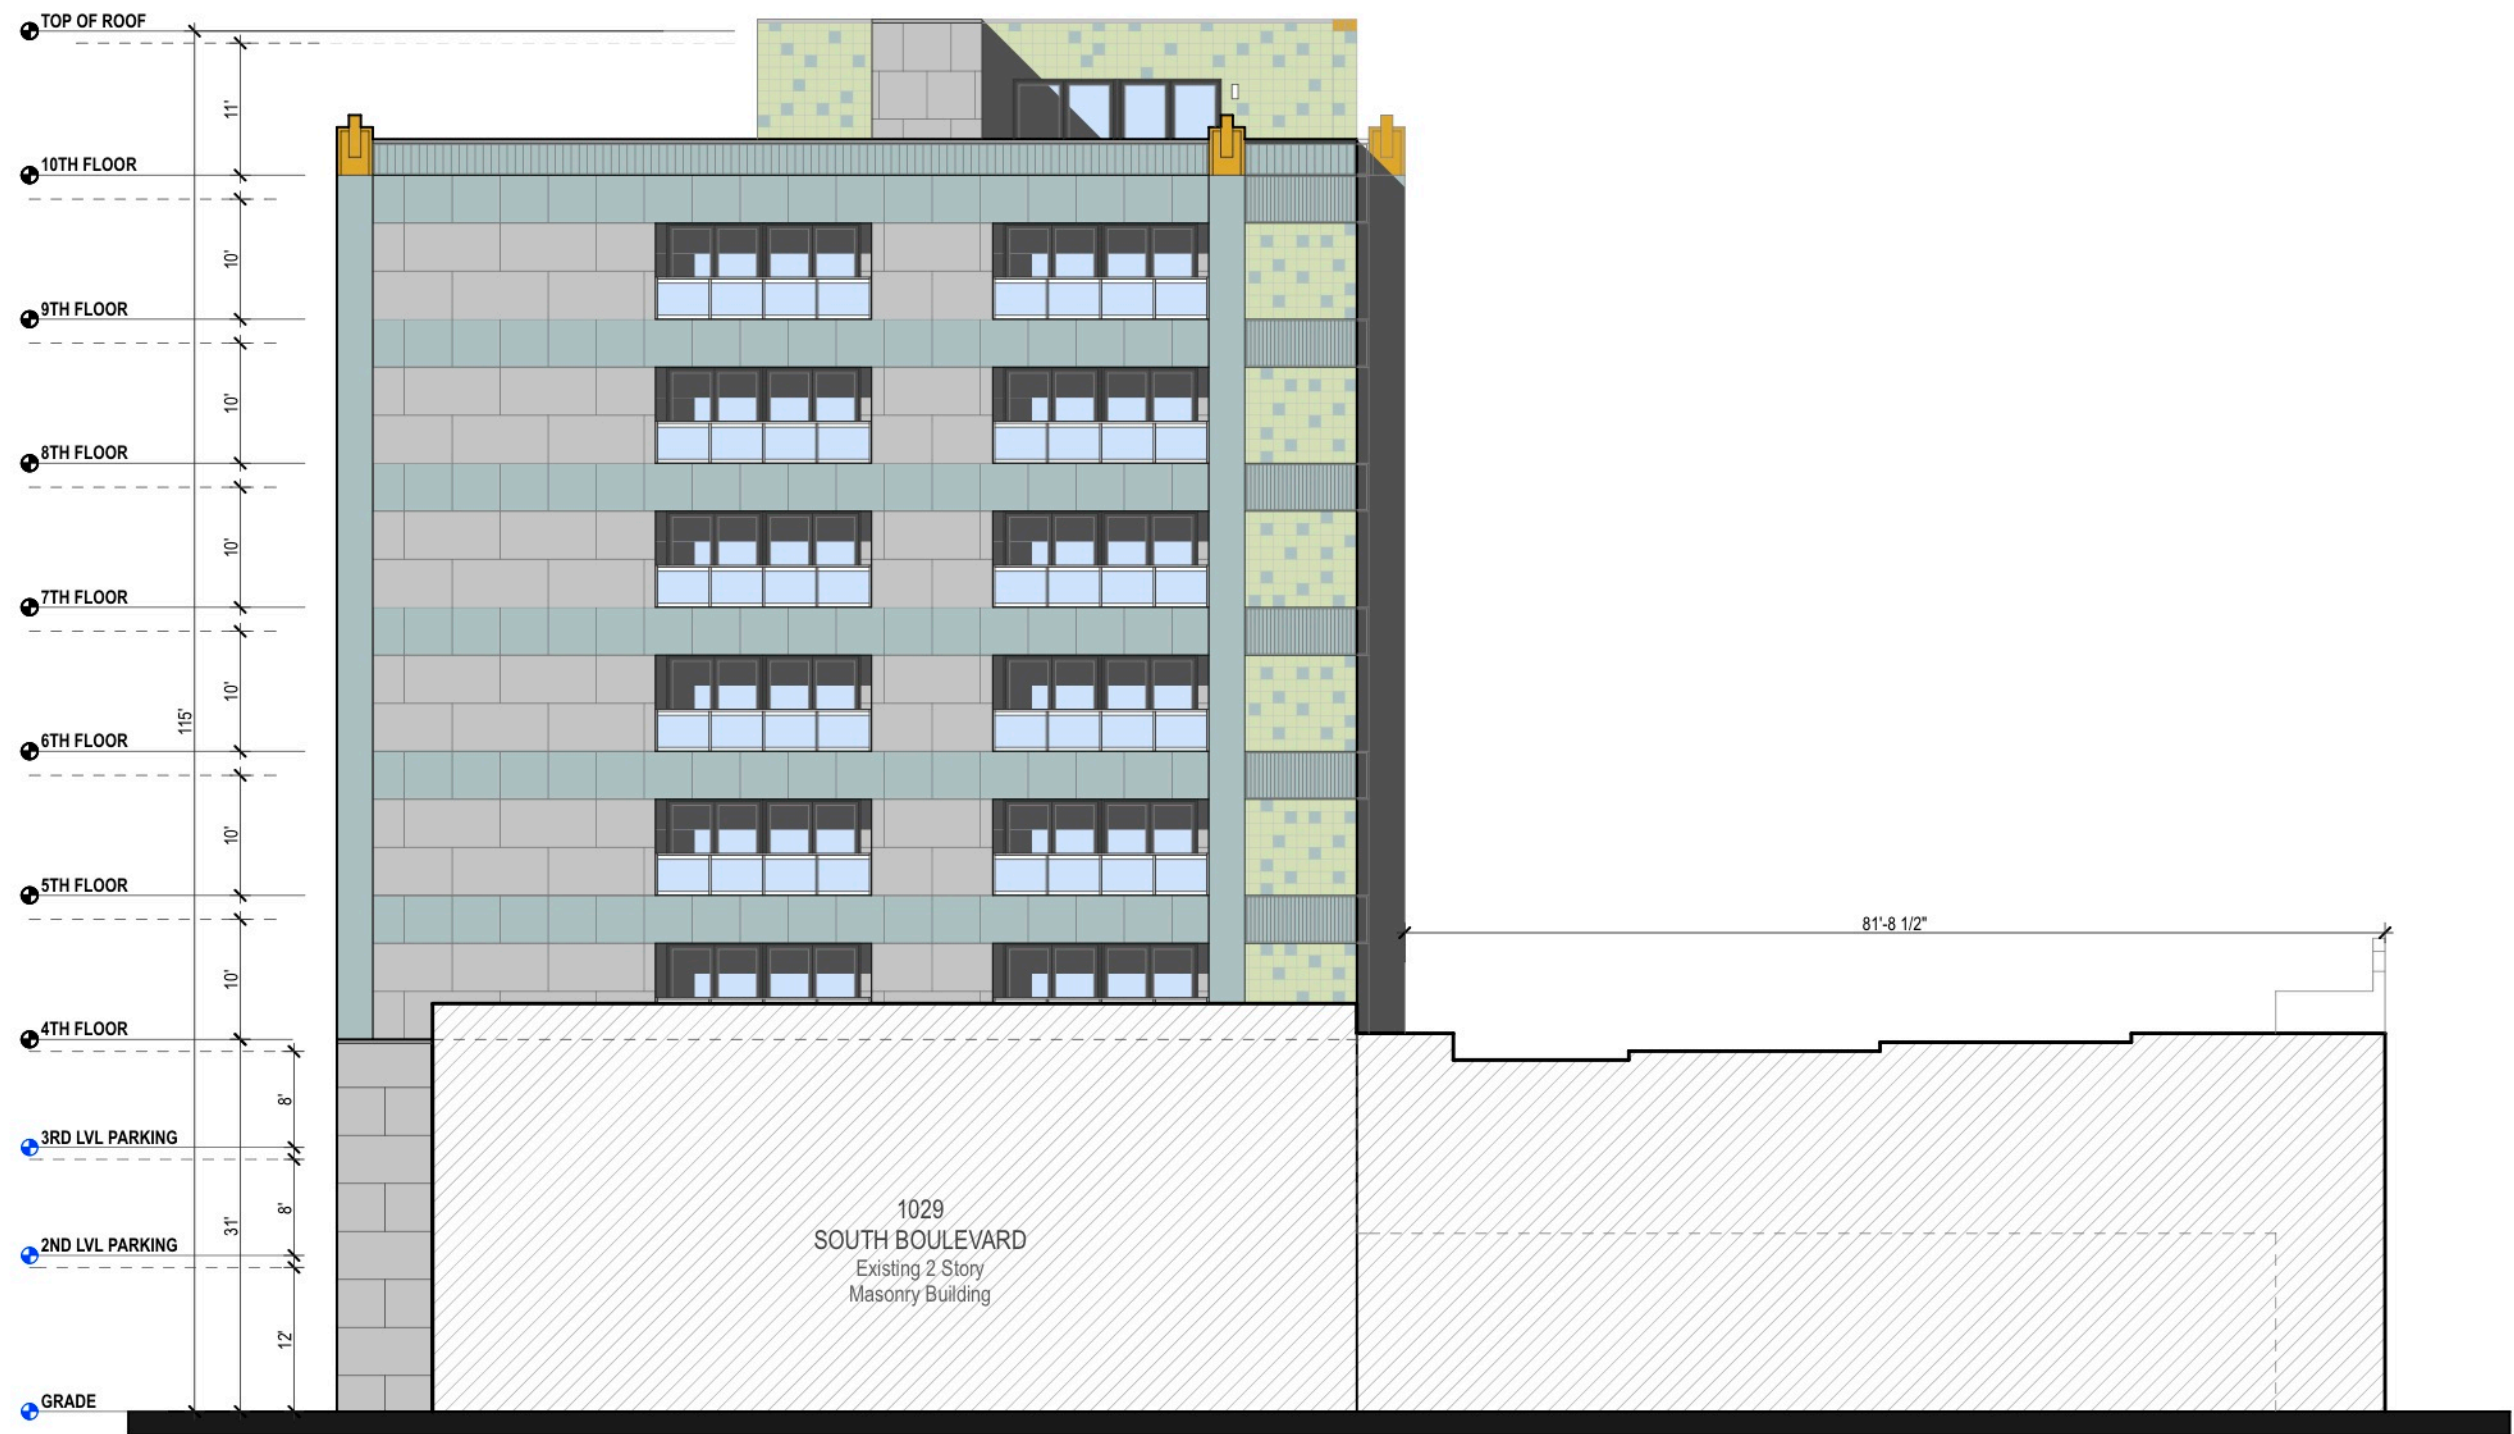 TOP OF ROOF
11'
10TH FLOOR
10'
9TH FLOOR
10'
8TH FLOOR
10'
7TH FLOOR
10'
115'
6TH FLOOR
10'
5TH FLOOR
81'-8 1/2"
10'
4TH FLOOR
8'
3RD LVL PARKING
8'
31'
2ND LVL PARKING
12'
GRADE
1029
SOUTH BOULEVARD
Existing 2 Story
Masonry Building